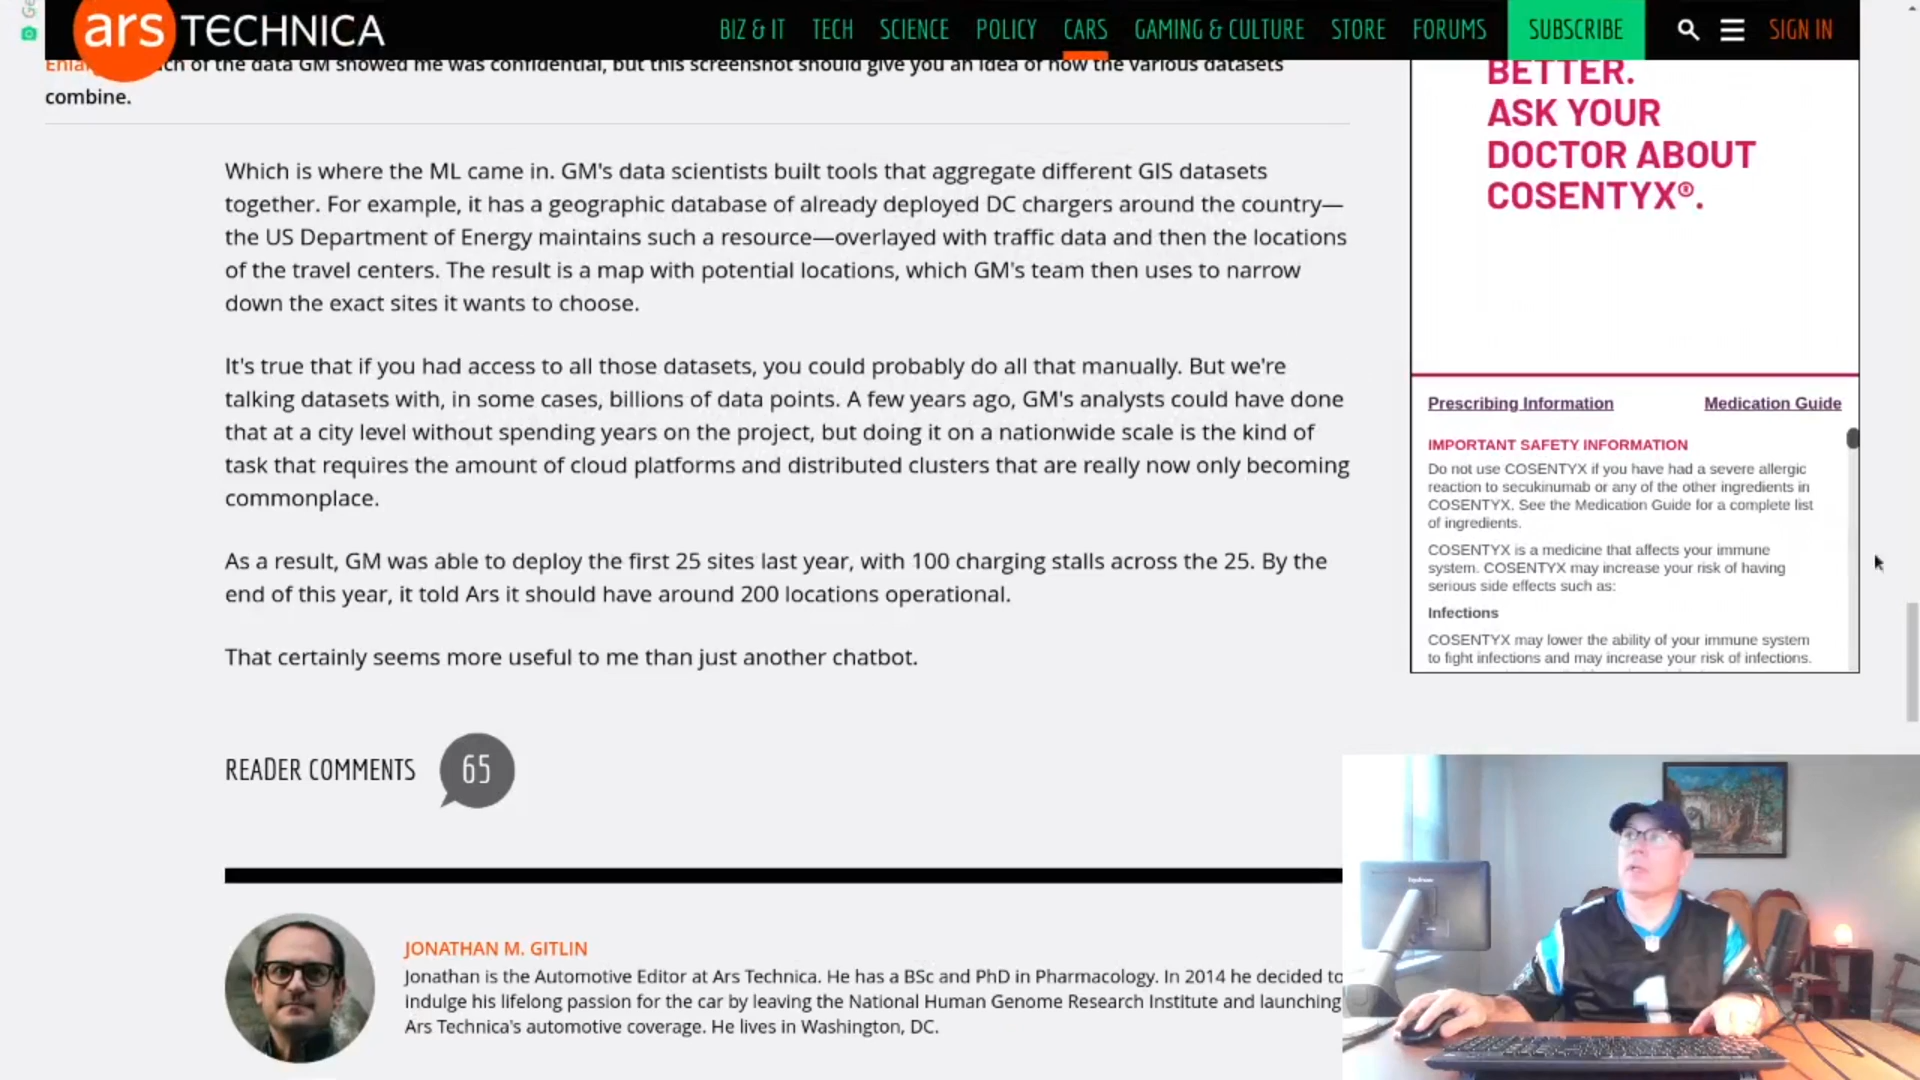 Ge
ars TECHNICA
BIZ & IT TECH SCIENCE POLICY CARS GAMING & CULTURE STORE FORUMS SUBSCRIBE SIGN IN
of the data GM showed me was confidential, but this screenshot should give you an idea of how the various datasets
combine.
Which is where the ML came in. GM's data scientists built tools that aggregate different GIS datasets
together. For example, it has a geographic database of already deployed DC chargers around the country—
the US Department of Energy maintains such a resource—overlayed with traffic data and then the locations
of the travel centers. The result is a map with potential locations, which GM's team then uses to narrow
down the exact sites it wants to choose.
It's true that if you had access to all those datasets, you could probably do all that manually. But we're
talking datasets with, in some cases, billions of data points. A few years ago, GM's analysts could have done
that at a city level without spending years on the project, but doing it on a nationwide scale is the kind of
task that requires the amount of cloud platforms and distributed clusters that are really now only becoming
commonplace.
As a result, GM was able to deploy the first 25 sites last year, with 100 charging stalls across the 25. By the
end of this year, it told Ars it should have around 200 locations operational.
That certainly seems more useful to me than just another chatbot.
READER COMMENTS 65
JONATHAN M. GITLIN
Jonathan is the Automotive Editor at Ars Technica. He has a BSc and PhD in Pharmacology. In 2014 he decided to
indulge his lifelong passion for the car by leaving the National Human Genome Research Institute and launching
Ars Technica's automotive coverage. He lives in Washington, DC.
BETTER.
ASK YOUR
DOCTOR ABOUT
COSENTYX®.
Prescribing Information Medication Guide
IMPORTANT SAFETY INFORMATION
Do not use COSENTYX if you have had a severe allergic
reaction to secukinumab or any of the other ingredients in
COSENTYX. See the Medication Guide for a complete list
of ingredients.
COSENTYX is a medicine that affects your immune
system. COSENTYX may increase your risk of having
serious side effects such as:
Infections
COSENTYX may lower the ability of your immune system
to fight infections and may increase your risk of infections.
1